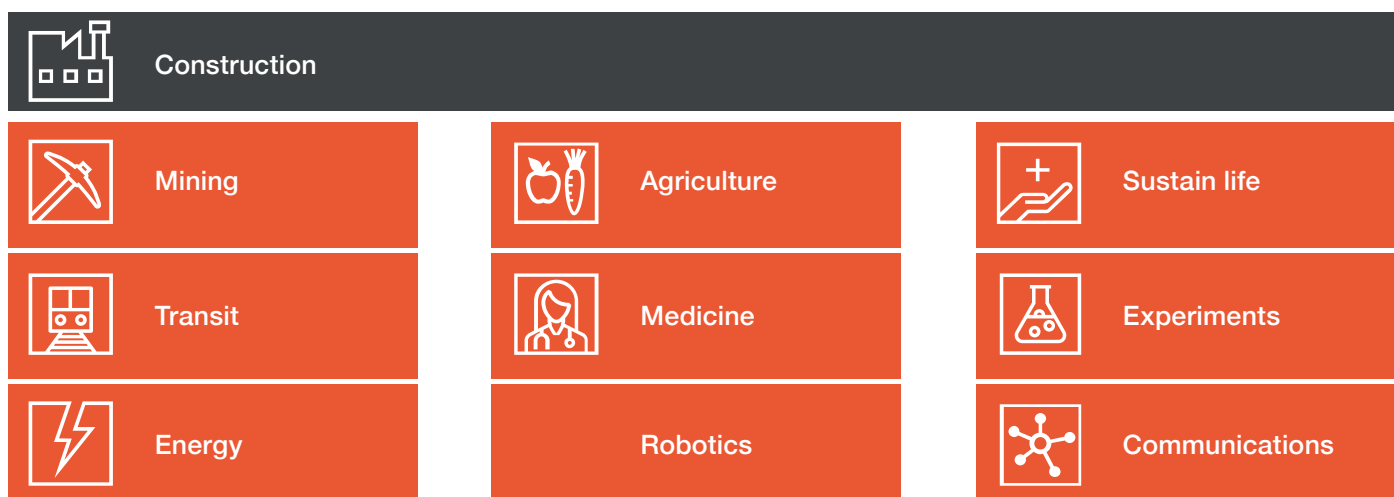 Construction
Mining
Agriculture
Sustain life
Transit
Medicine
Experiments
Energy
Robotics
Communications